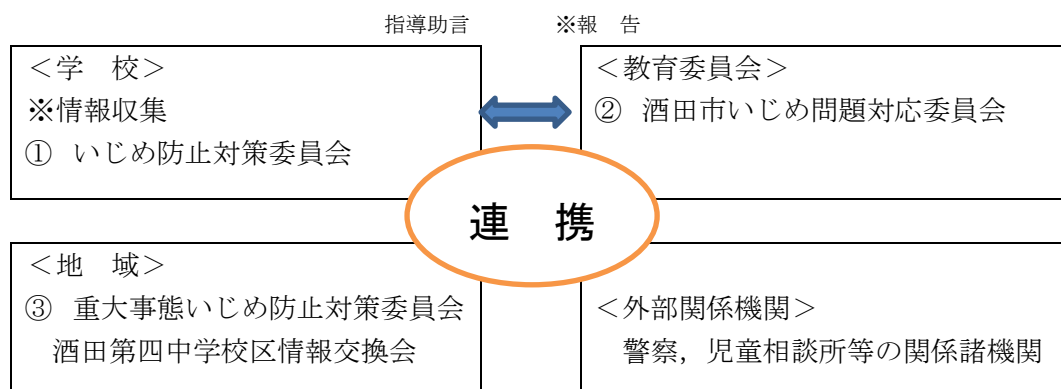 指導助言 ※報 告
＜学 校＞
※情報収集
① いじめ防止対策委員会
＜教育委員会＞
② 酒田市いじめ問題対応委員会
連 携
＜地 域＞
③ 重大事態いじめ防止対策委員会
酒田第四中学校区情報交換会
＜外部関係機関＞
警察，児童相談所等の関係諸機関